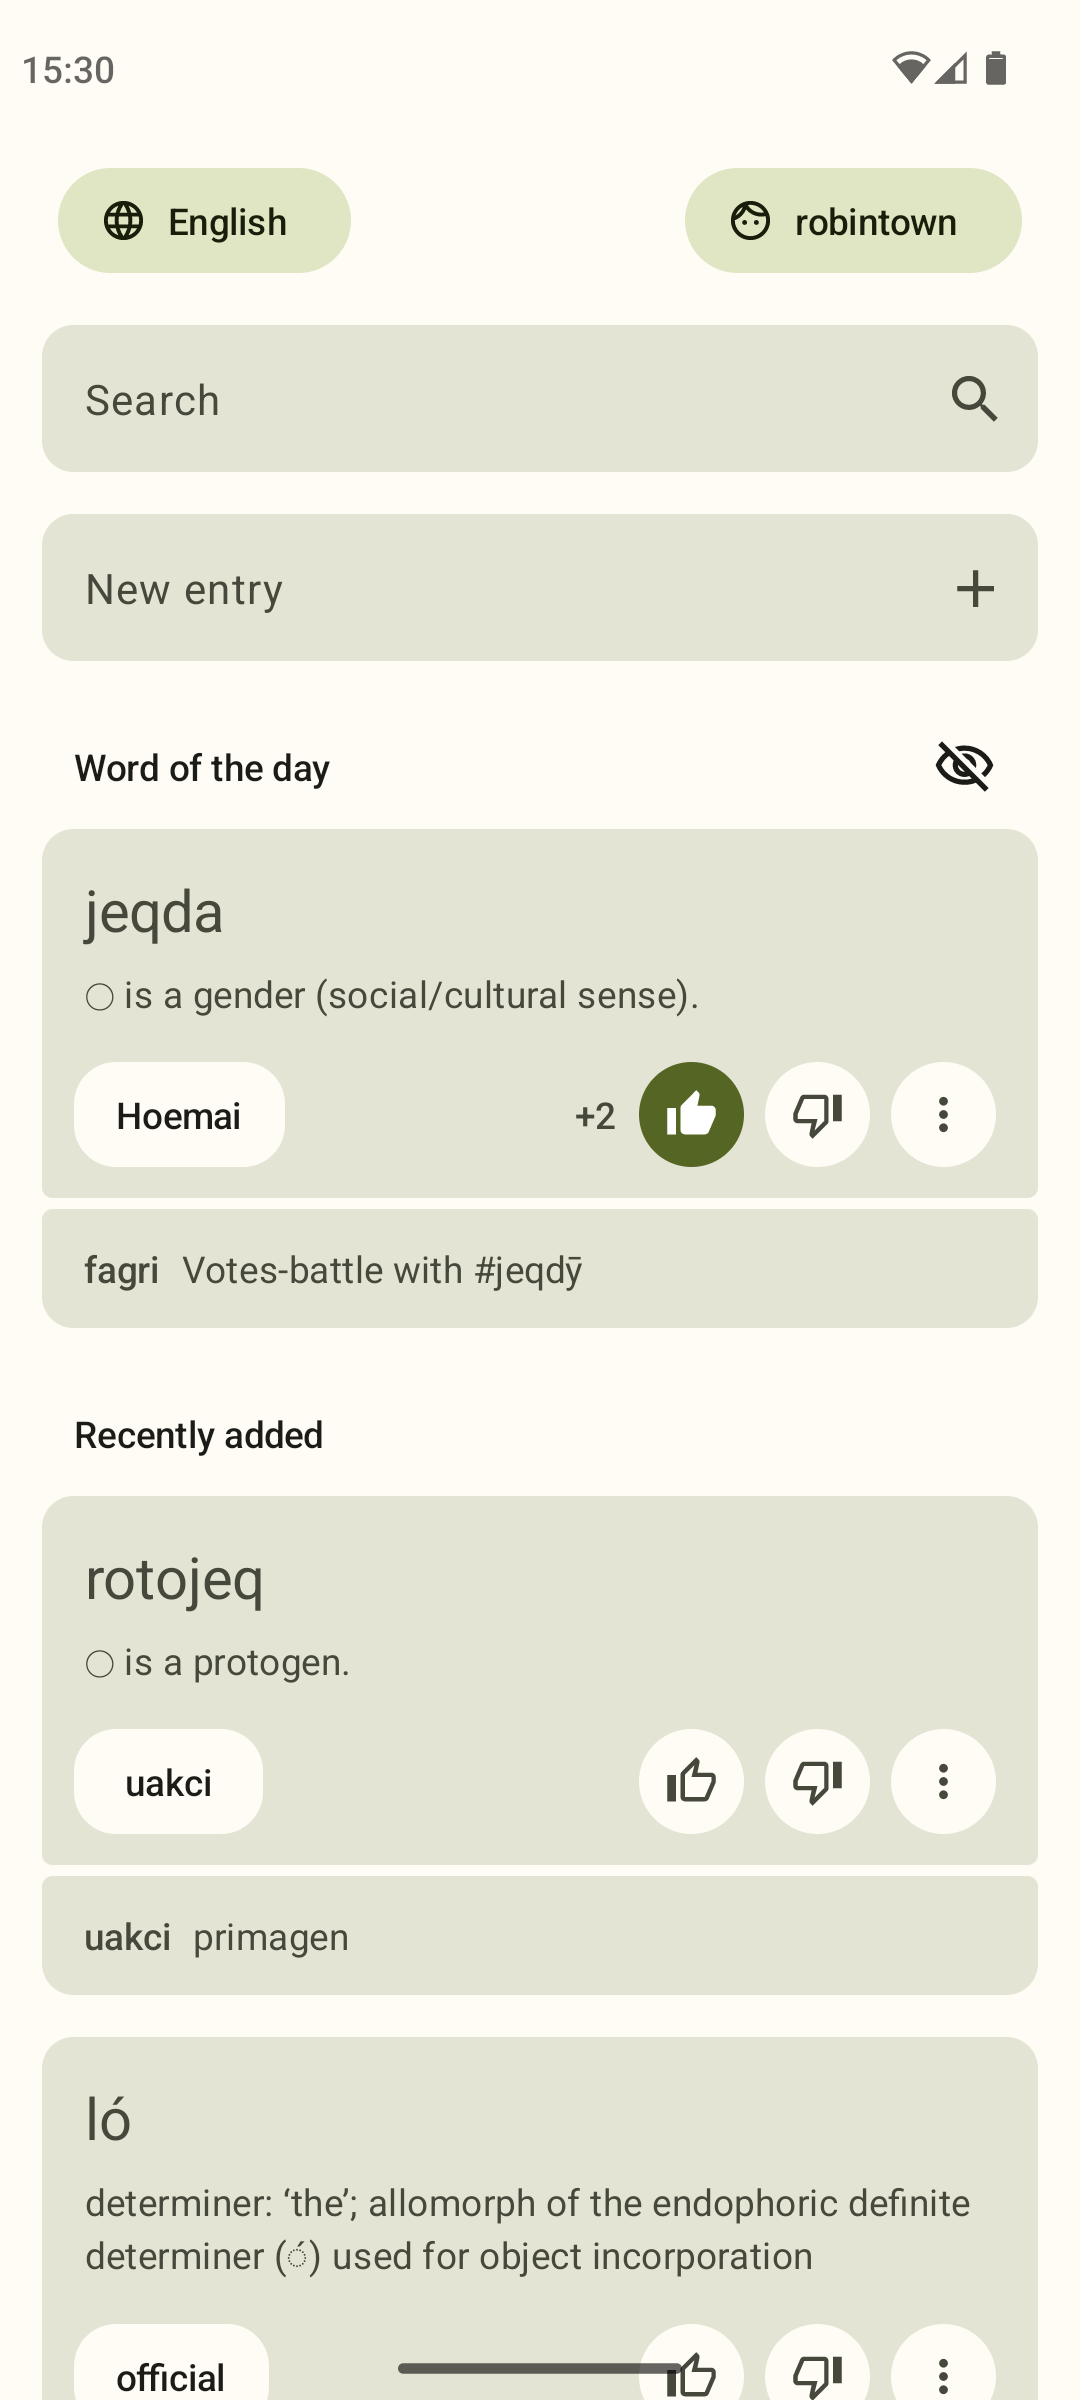 15:30
English
robintown
Search
New entry
Word of the day
jeqda
◯ is a gender (social/cultural sense).
Hoemai
+2
fagri Votes-battle with #jeqdȳ
Recently added
rotojeq
◯ is a protogen.
uakci
uakci primagen
ló
determiner: ‘the’; allomorph of the endophoric definite
determiner (◌́) used for object incorporation
official